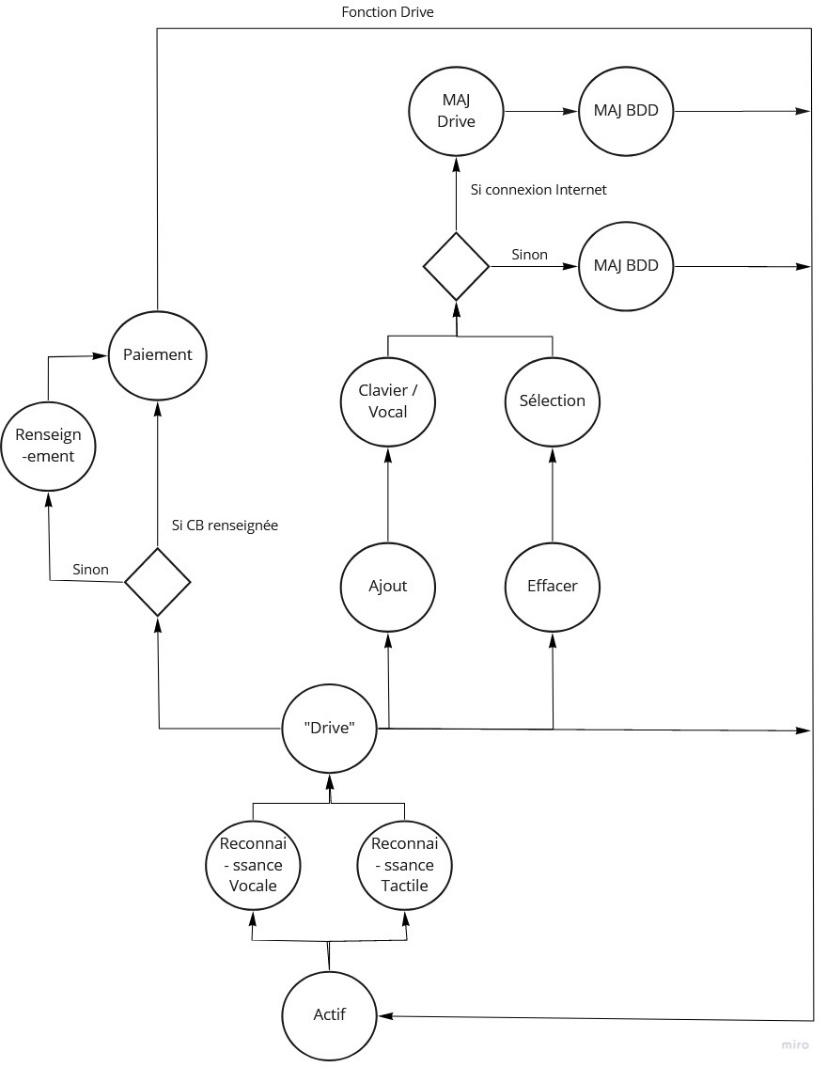 Fonction Drive
MAJ
Drive
MAJ BDD
Si connexion Internet
Sinon
MAJ BDD
Paiement
Clavier /
Vocal
Sélection
Renseign
-ement
Si CB renseignée
Sinon
Ajout
Effacer
"Drive"
Reconnai
- ssance
Vocale
Reconnai
- ssance
Tactile
Actif
miro